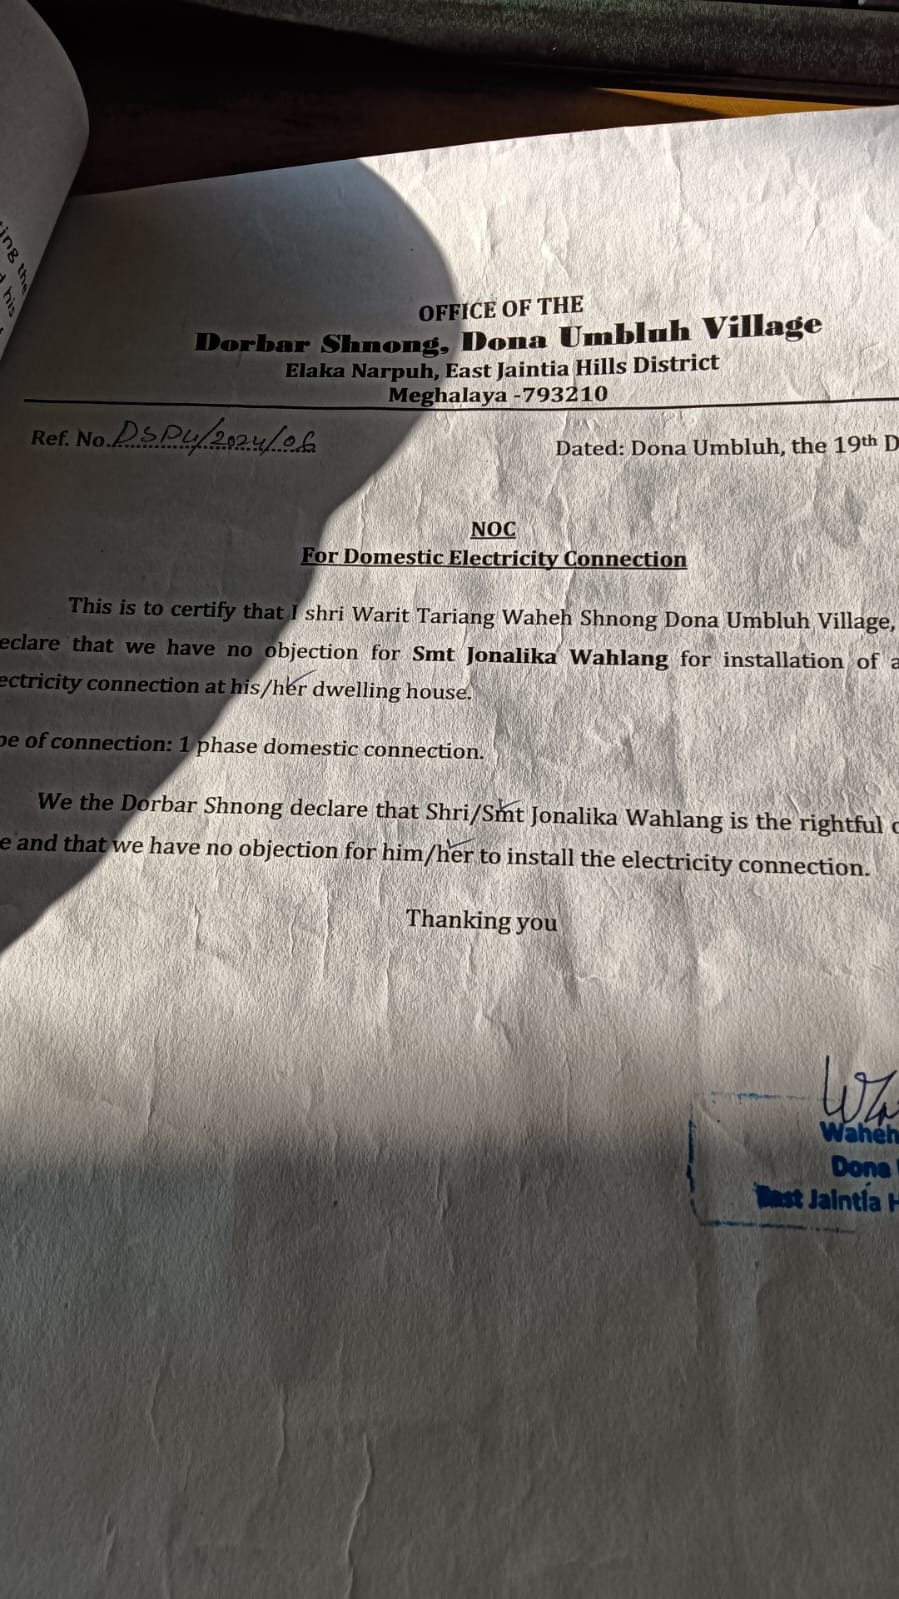 ting the
d his
OFFICE OF THE
Dorbar Shnong, Dona Umbluh Village
Elaka Narpuh, East Jaintia Hills District
Meghalaya -793210
Ref. No. DSDU/2024/06
Dated: Dona Umbluh, the 19th D
NOC
For Domestic Electricity Connection
This is to certify that I shri Warit Tariang Waheh Shnong Dona Umbluh Village,
eclare that we have no objection for Smt Jonalika Wahlang for installation of a
ectricity connection at his/her dwelling house.
pe of connection: 1 phase domestic connection.
We the Dorbar Shnong declare that Shri/Smt Jonalika Wahlang is the rightful o
e and that we have no objection for him/her to install the electricity connection.
Thanking you
Waheh
Dona
East Jaintia H